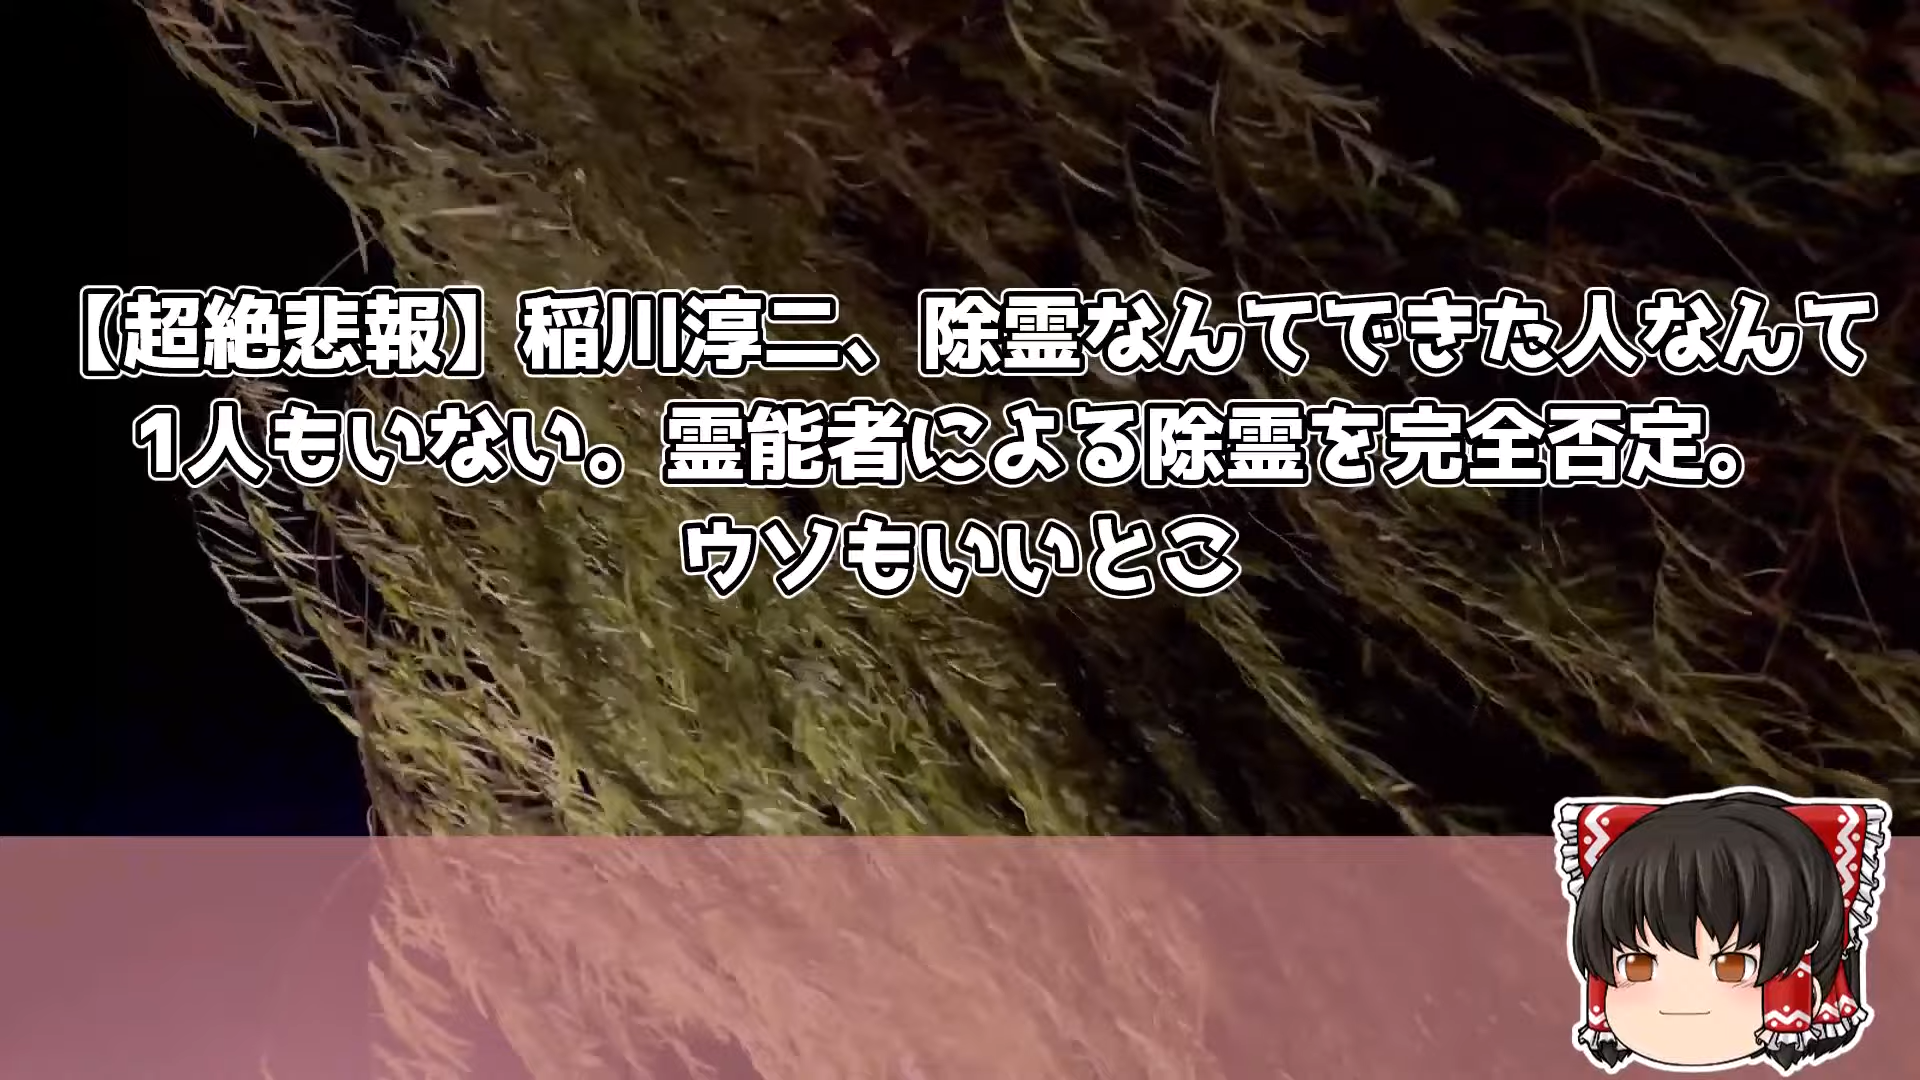 【超絶悲報】稲川淳二、除霊なんてできた人なんて
1人もいない。霊能者による除霊を完全否定。
ウソもいいとこ